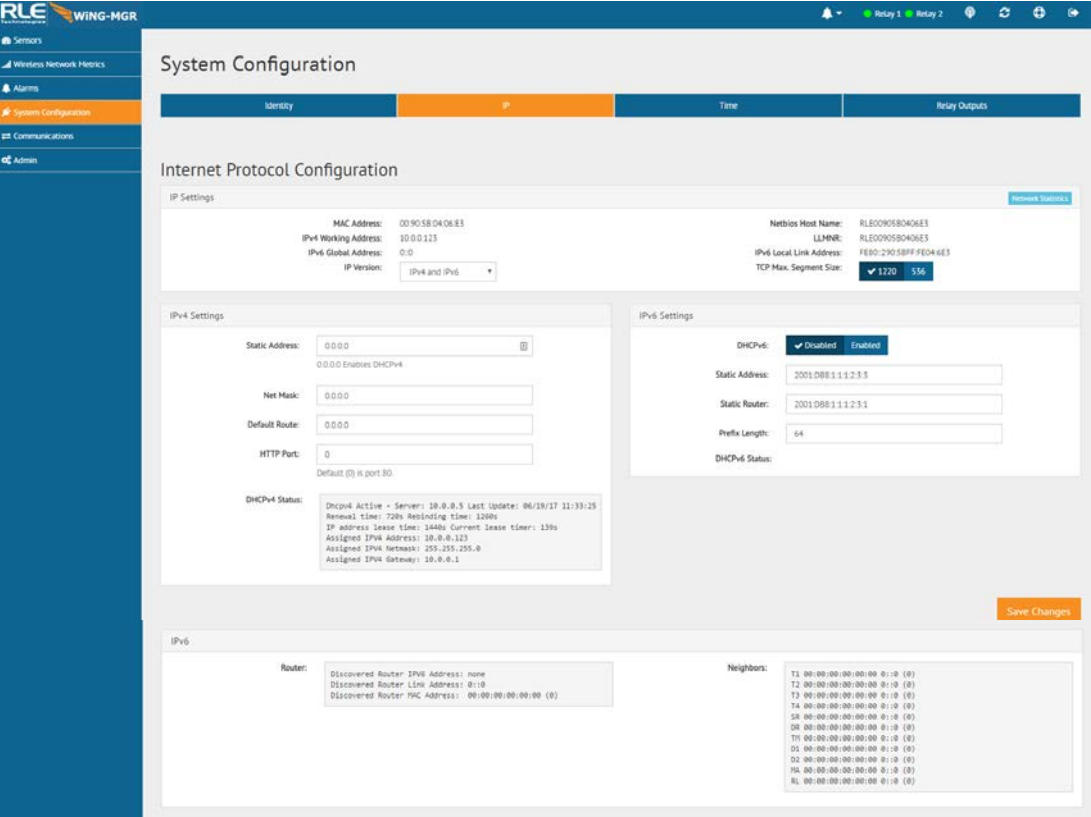 RLE WiNG-MGR
Technologies
Relay 1 Relay 2
Sensors
Wireless Network Metrics
Alarms
System Configuration
Communications
Admin
System Configuration
Identity IP Time Relay Outputs
Internet Protocol Configuration
IP Settings Network Statistics
MAC Address: 00:90:5B:04:06:E3
IPv4 Working Address: 10.0.0.123
IPv6 Global Address: 0::0
IP Version: IPv4 and IPv6
Netbios Host Name: RLE00905B0406E3
LLMNR: RLE00905B0406E3
IPv6 Local Link Address: FE80::290:5BFF:FE04:6E3
TCP Max. Segment Size: 1220 536
IPv4 Settings
Static Address: 0.0.0.0
0.0.0.0 Enables DHCPv4
Net Mask: 0.0.0.0
Default Route: 0.0.0.0
HTTP Port: 0
Default (0) is port 80.
DHCPv4 Status:
Dhcpv4 Active - Server: 10.0.0.5 Last Update: 06/19/17 11:33:25
Renewal time: 720s Rebinding time: 1260s
IP address lease time: 1440s Current lease timer: 139s
Assigned IPV4 Address: 10.0.0.123
Assigned IPV4 Netmask: 255.255.255.0
Assigned IPV4 Gateway: 10.0.0.1
IPv6 Settings
DHCPv6: Disabled Enabled
Static Address: 2001:DB8:1:1:1:2:3:3
Static Router: 2001:DB8:1:1:1:2:3:1
Prefix Length: 64
DHCPv6 Status:
Save Changes
IPv6
Router:
Discovered Router IPV6 Address: none
Discovered Router Link Address: 0::0
Discovered Router MAC Address: 00:00:00:00:00:00 (0)
Neighbors:
T1 00:00:00:00:00:00 0::0 (0)
T2 00:00:00:00:00:00 0::0 (0)
T3 00:00:00:00:00:00 0::0 (0)
T4 00:00:00:00:00:00 0::0 (0)
SR 00:00:00:00:00:00 0::0 (0)
DR 00:00:00:00:00:00 0::0 (0)
TM 00:00:00:00:00:00 0::0 (0)
D1 00:00:00:00:00:00 0::0 (0)
D2 00:00:00:00:00:00 0::0 (0)
MA 00:00:00:00:00:00 0::0 (0)
RL 00:00:00:00:00:00 0::0 (0)